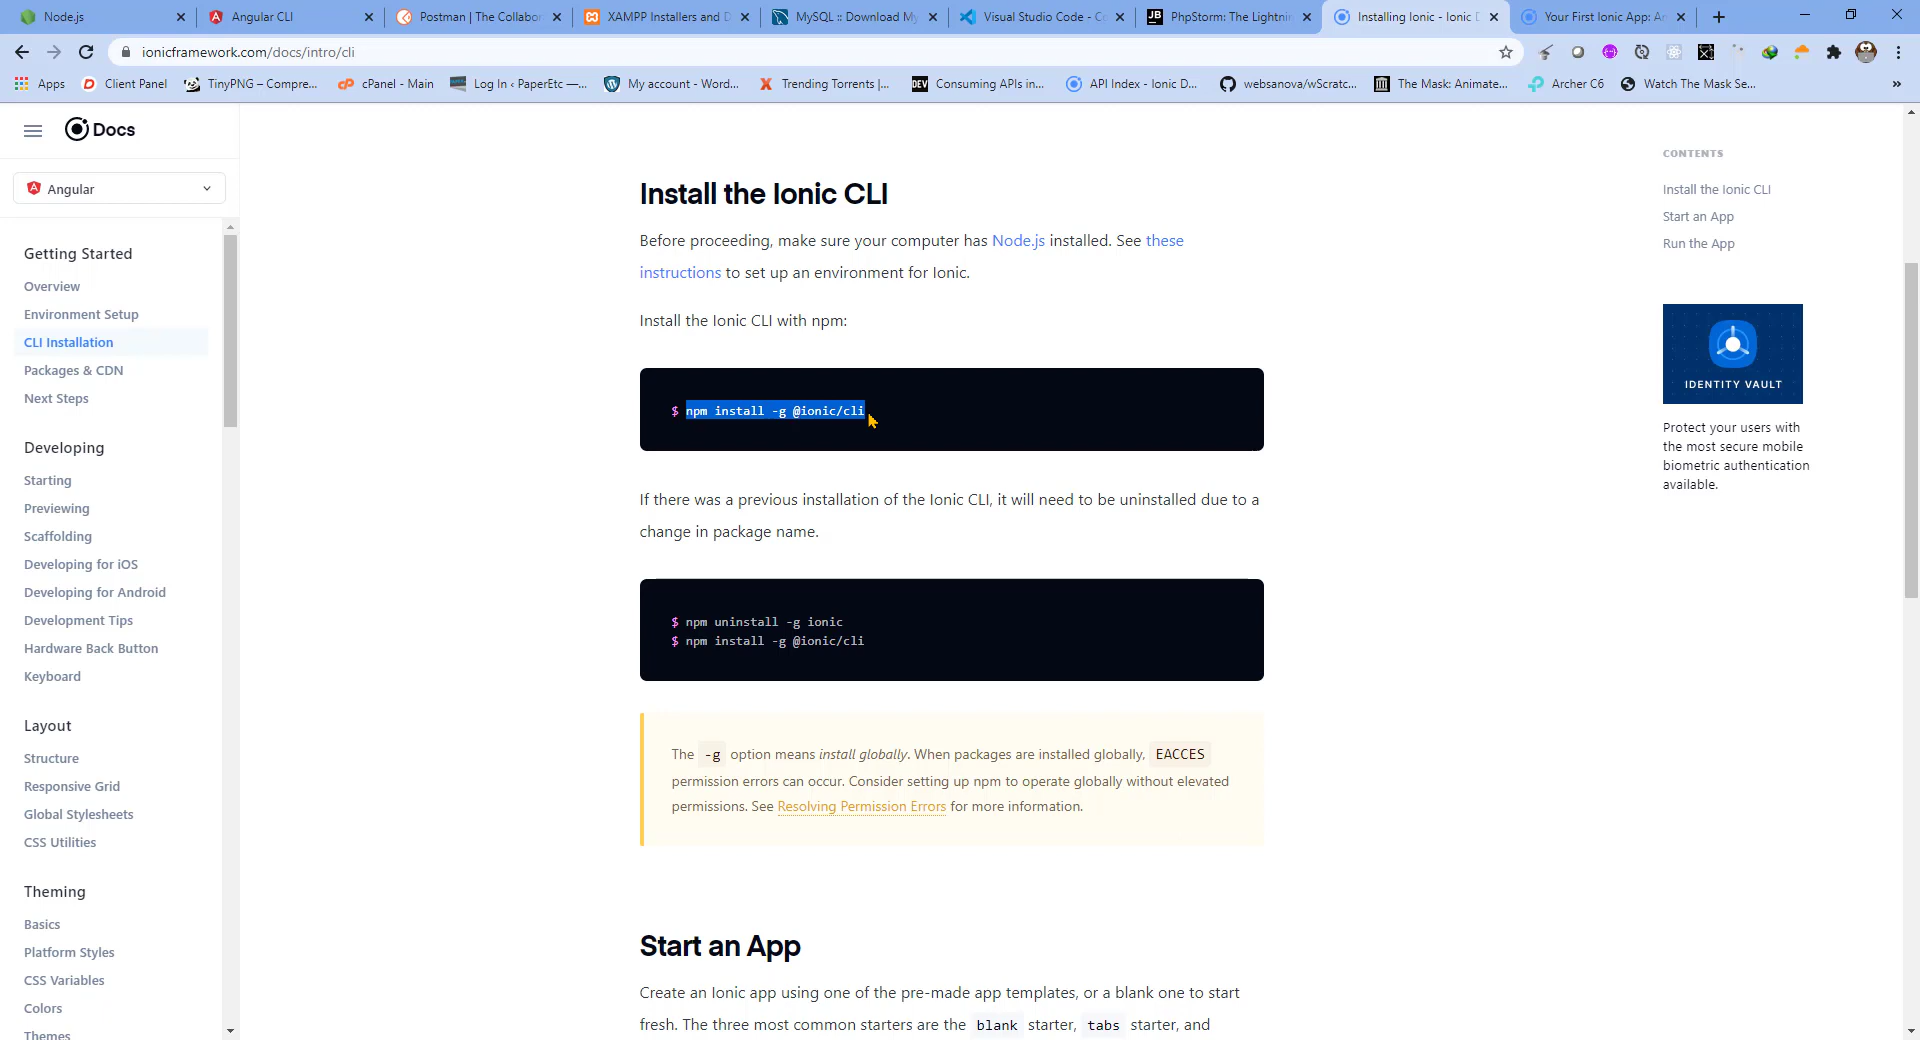 Node.js
Angular CLI
Postman | The Collabor
XAMPP Installers and D
MySQL :: Download My
Visual Studio Code - Co
PhpStorm: The Lightnin
Installing Ionic - Ionic D
Your First Ionic App: An
ionicframework.com/docs/intro/cli
Apps
Client Panel
TinyPNG – Compre...
cPanel - Main
Log In ‹ PaperEtc —...
My account - Word...
Trending Torrents |...
Consuming APIs in...
API Index - Ionic D...
websanova/wScratc...
The Mask: Animate...
Archer C6
Watch The Mask Se...
Docs
Angular
Getting Started
Overview
Environment Setup
CLI Installation
Packages & CDN
Next Steps
Developing
Starting
Previewing
Scaffolding
Developing for iOS
Developing for Android
Development Tips
Hardware Back Button
Keyboard
Layout
Structure
Responsive Grid
Global Stylesheets
CSS Utilities
Theming
Basics
Platform Styles
CSS Variables
Colors
Themes
Install the Ionic CLI
Before proceeding, make sure your computer has Node.js installed. See these
instructions to set up an environment for Ionic.
Install the Ionic CLI with npm:
$ npm install -g @ionic/cli
If there was a previous installation of the Ionic CLI, it will need to be uninstalled due to a
change in package name.
$ npm uninstall -g ionic
$ npm install -g @ionic/cli
The -g option means install globally. When packages are installed globally, EACCES
permission errors can occur. Consider setting up npm to operate globally without elevated
permissions. See Resolving Permission Errors for more information.
Start an App
Create an Ionic app using one of the pre-made app templates, or a blank one to start
fresh. The three most common starters are the blank starter, tabs starter, and
CONTENTS
Install the Ionic CLI
Start an App
Run the App
IDENTITY VAULT
Protect your users with
the most secure mobile
biometric authentication
available.